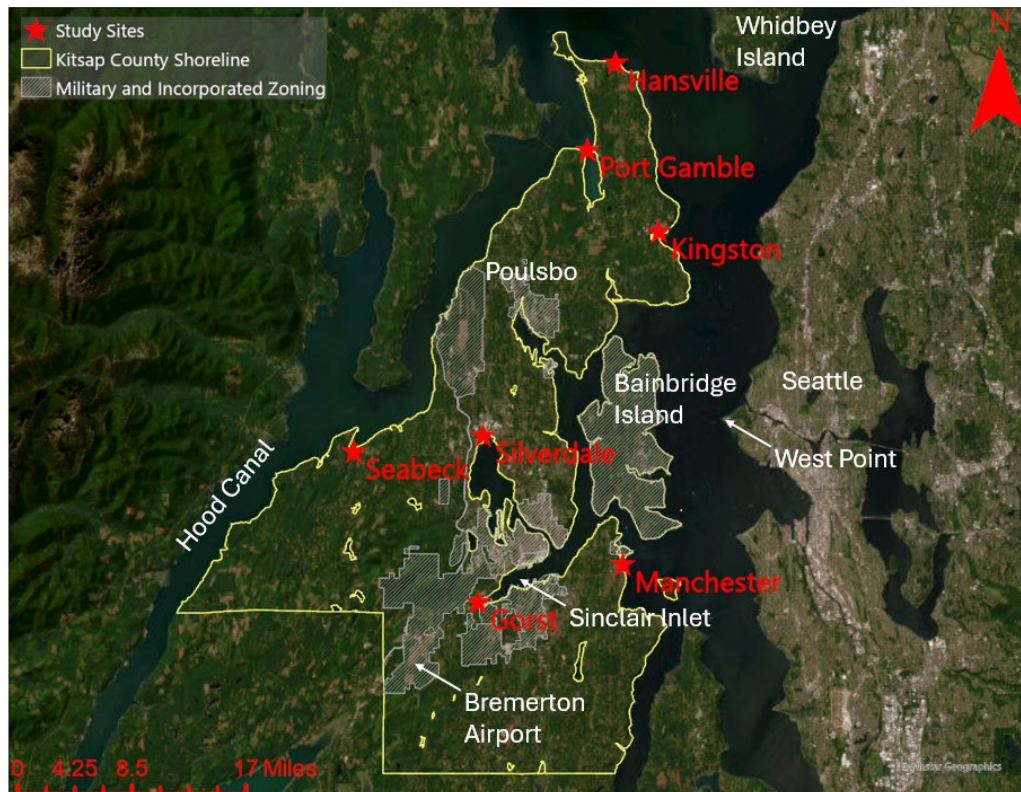 Study Sites
Kitsap County Shoreline
Military and Incorporated Zoning
Whidbey
Island
N
Hansville
Port Gamble
Kingston
Poulsbo
Bainbridge
Island
Seattle
West Point
Silverdale
Seabeck
Hood Canal
Manchester
Gorst
Sinclair Inlet
Bremerton
Airport
0 4.25 8.5 17 Miles
Geographics